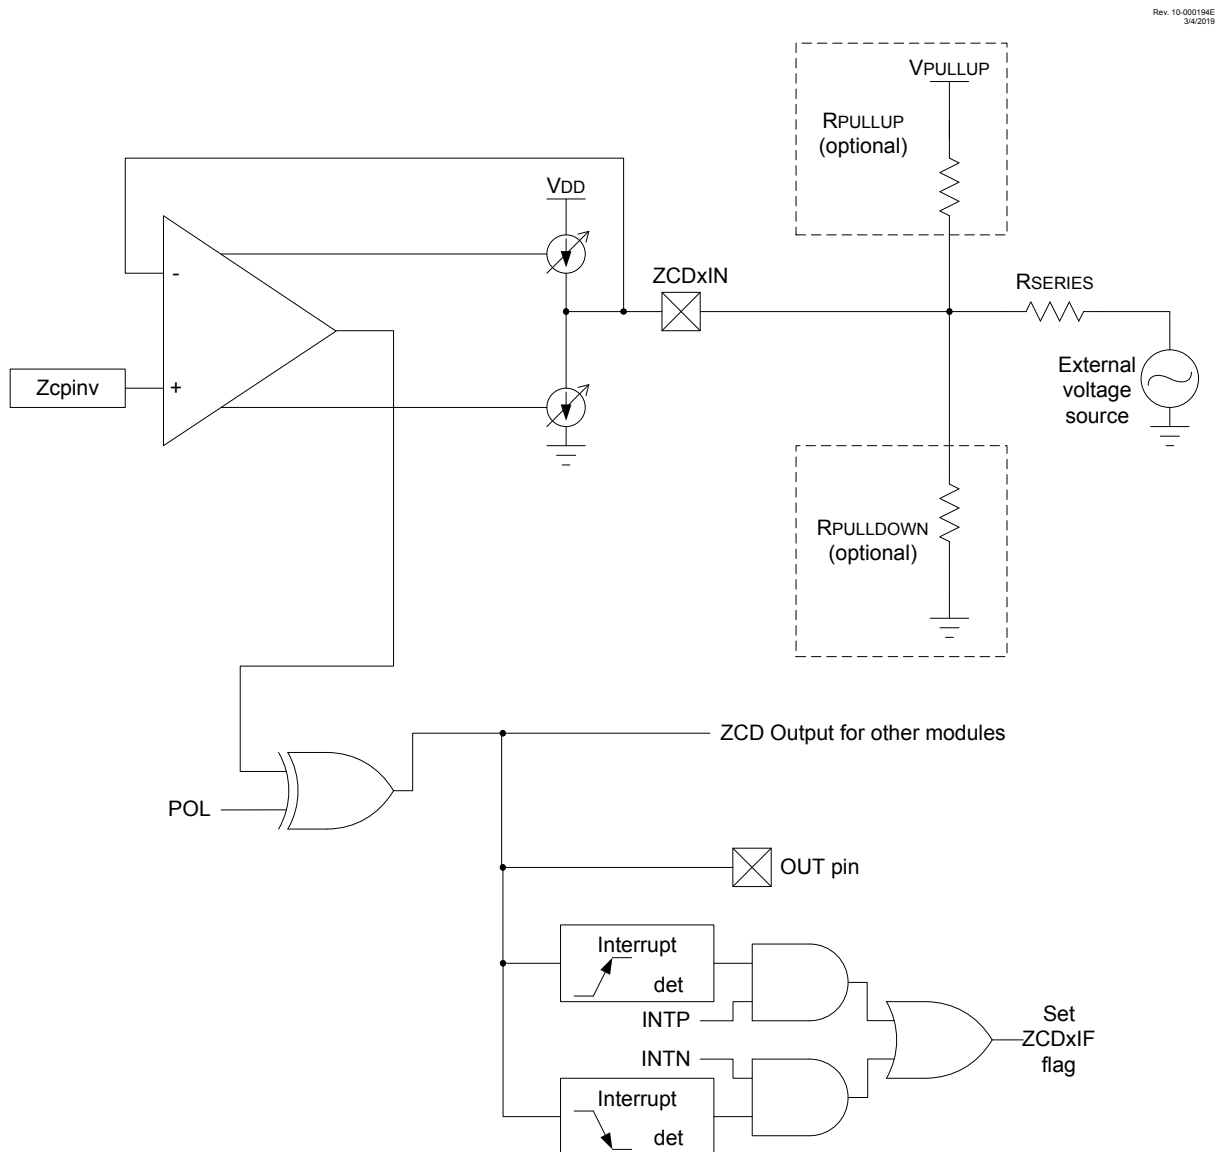 Rev. 10-000194E
3/4/2019
VPULLUP
RPULLUP
(optional)
VDD
ZCDxIN
RSERIES
-
Zcpinv
+
External
voltage
source
RPULLDOWN
(optional)
ZCD Output for other modules
POL
OUT pin
Interrupt
det
INTP
Set
ZCDxIF
flag
INTN
Interrupt
det